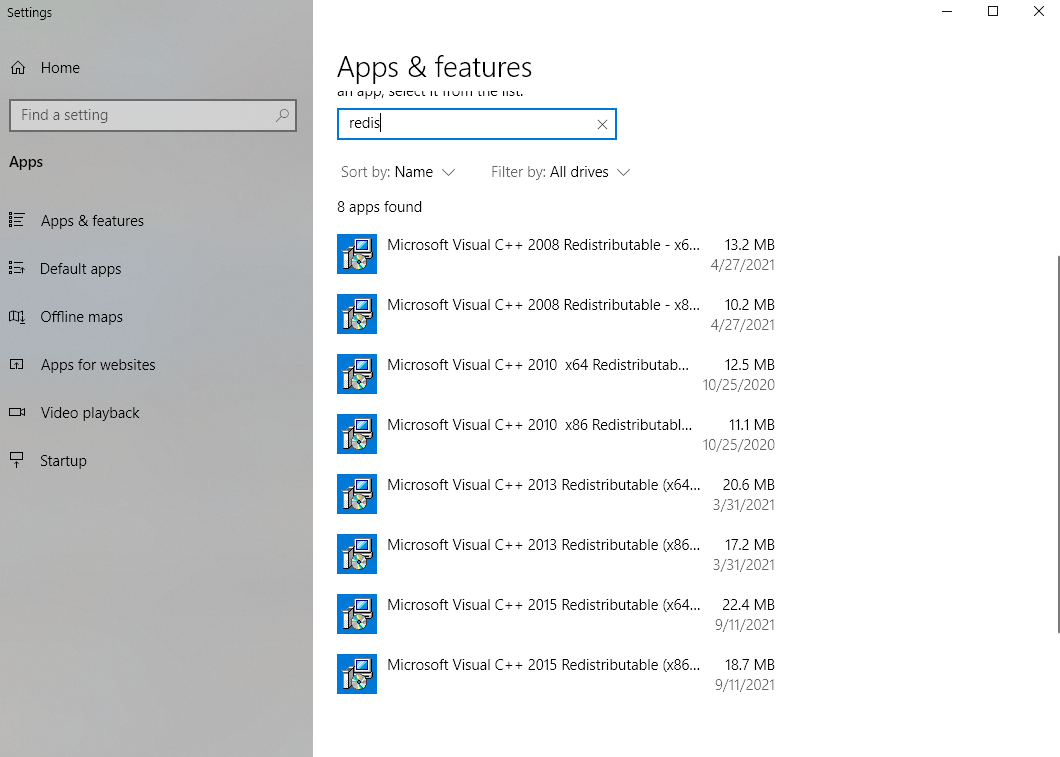 Settings
Home
Find a setting
Apps
Apps & features
Default apps
Offline maps
Apps for websites
Video playback
Startup
Apps & features
an app, select it from the list.
redis
Sort by: Name
Filter by: All drives
8 apps found
Microsoft Visual C++ 2008 Redistributable - x6... 13.2 MB
4/27/2021
Microsoft Visual C++ 2008 Redistributable - x8... 10.2 MB
4/27/2021
Microsoft Visual C++ 2010  x64 Redistributab... 12.5 MB
10/25/2020
Microsoft Visual C++ 2010  x86 Redistributabl... 11.1 MB
10/25/2020
Microsoft Visual C++ 2013 Redistributable (x64... 20.6 MB
3/31/2021
Microsoft Visual C++ 2013 Redistributable (x86... 17.2 MB
3/31/2021
Microsoft Visual C++ 2015 Redistributable (x64... 22.4 MB
9/11/2021
Microsoft Visual C++ 2015 Redistributable (x86... 18.7 MB
9/11/2021